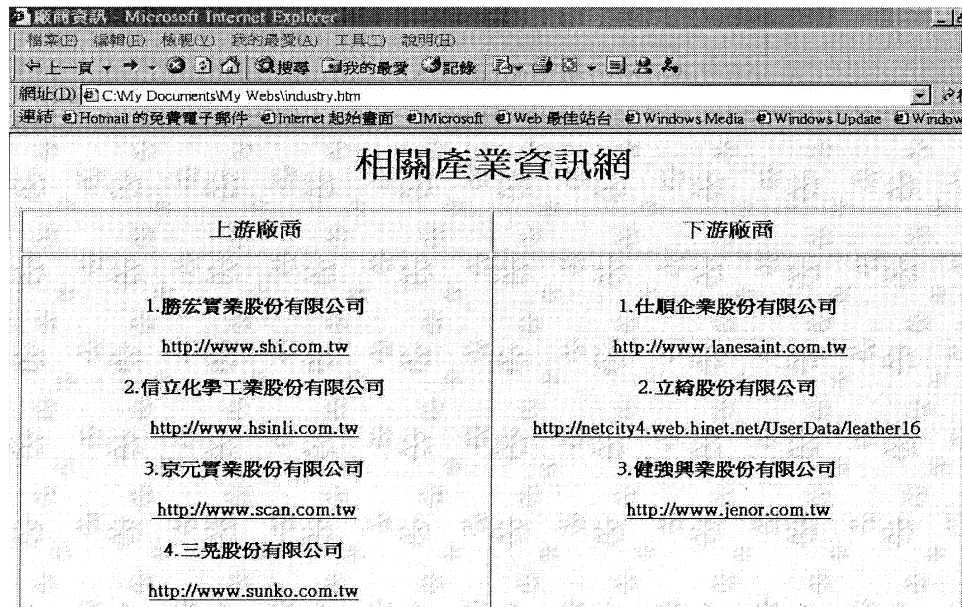 廠商資訊 - Microsoft Internet Explorer
檔案(F) 編輯(E) 檢視(V) 我的最愛(A) 工具(T) 說明(H)
上一頁 搜尋 我的最愛 記錄
網址(D) C:\My Documents\My Webs\industry.htm
連結 Hotmail 的免費電子郵件 Internet 起始畫面 Microsoft Web 最佳站台 Windows Media Windows Update Window
相關產業資訊網
上游廠商
1.勝宏實業股份有限公司
http://www.shi.com.tw
2.信立化學工業股份有限公司
http://www.hsinli.com.tw
3.京元實業股份有限公司
http://www.scan.com.tw
4.三晃股份有限公司
http://www.sunko.com.tw
下游廠商
1.仕順企業股份有限公司
http://www.lanesaint.com.tw
2.立綺股份有限公司
http://netcity4.web.hinet.net/UserData/leather16
3.健強興業股份有限公司
http://www.jenor.com.tw